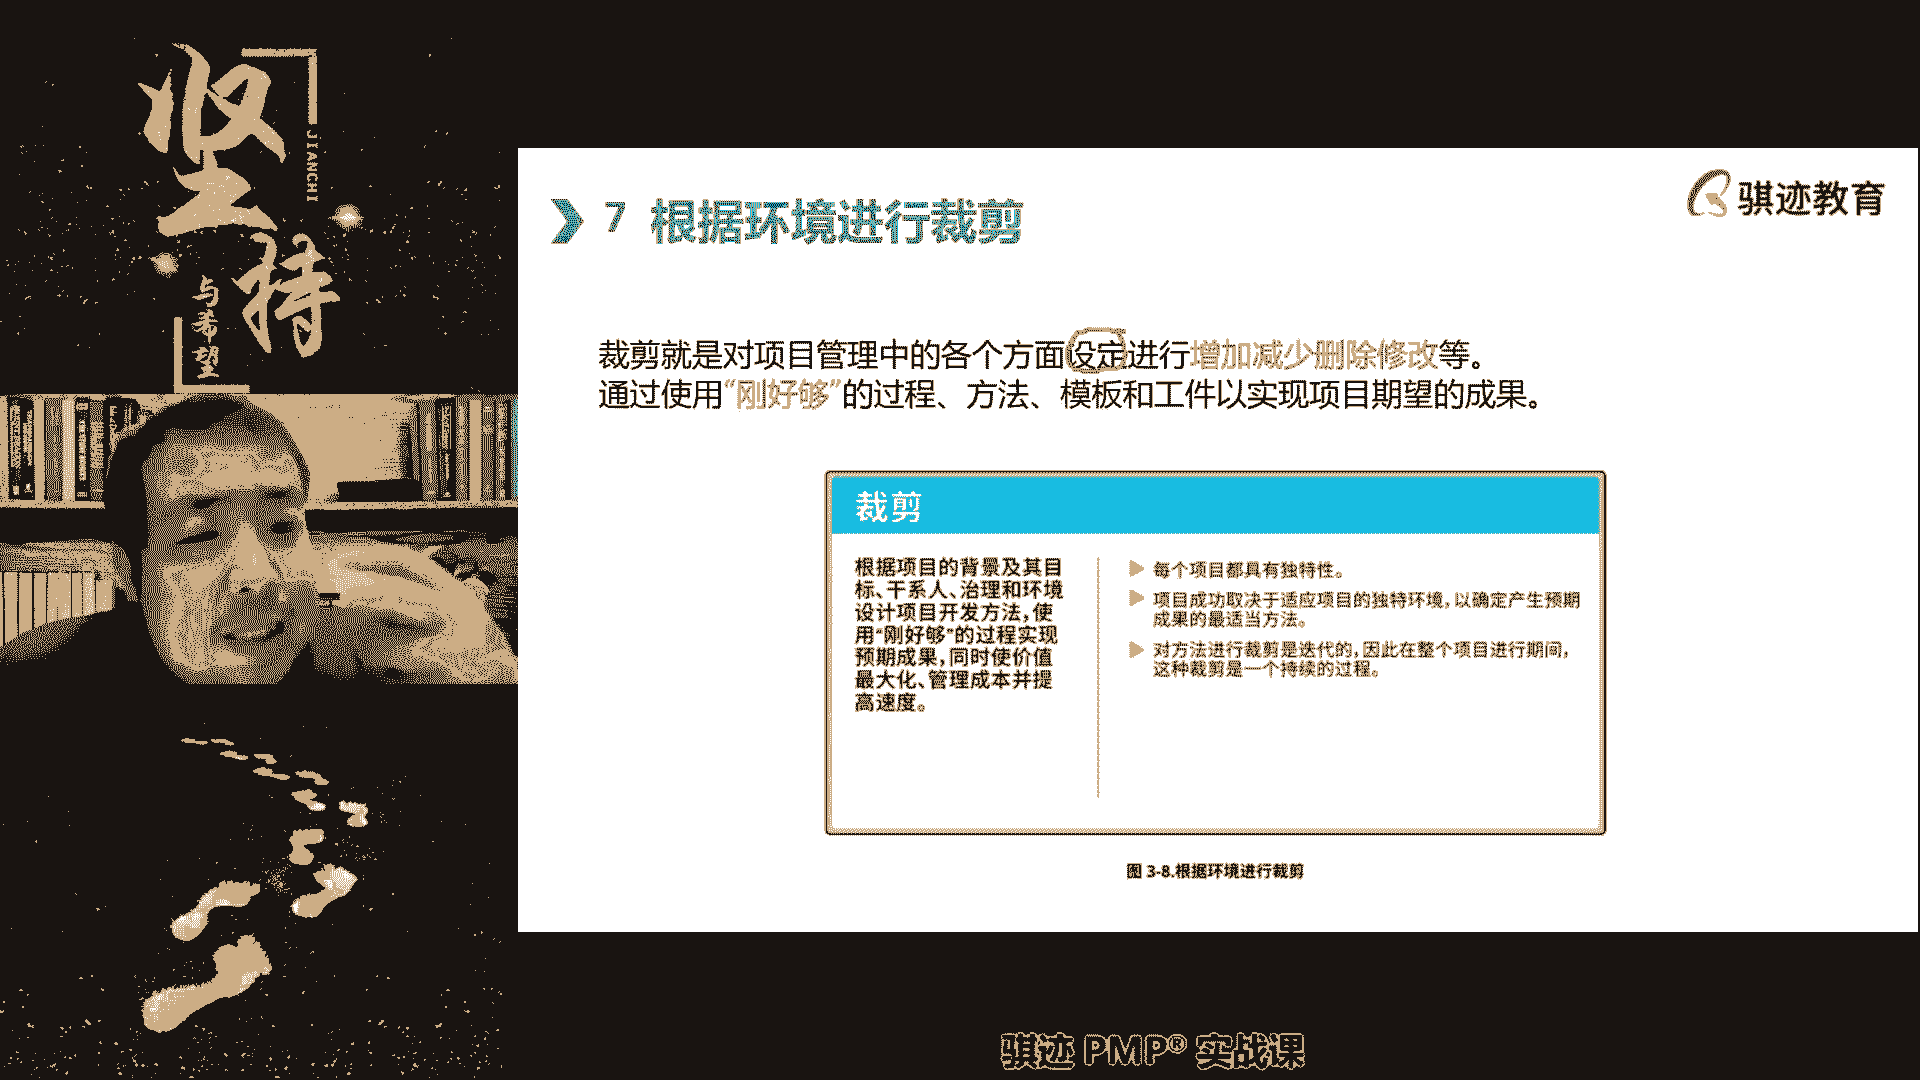 坚持
JIANCHI
与希望
骐迹教育
7 根据环境进行裁剪
裁剪就是对项目管理中的各个方面设定进行增加减少删除修改等。
通过使用“刚好够”的过程、方法、模板和工件以实现项目期望的成果。
裁剪
根据项目的背景及其目
标、干系人、治理和环境
设计项目开发方法，使
用“刚好够”的过程实现
预期成果，同时使价值
最大化、管理成本并提
高速度。
每个项目都具有独特性。
项目成功取决于适应项目的独特环境，以确定产生预期
成果的最适当方法。
对方法进行裁剪是迭代的，因此在整个项目进行期间，
这种裁剪是一个持续的过程。
图 3-8.根据环境进行裁剪
骐迹 PMP® 实战课